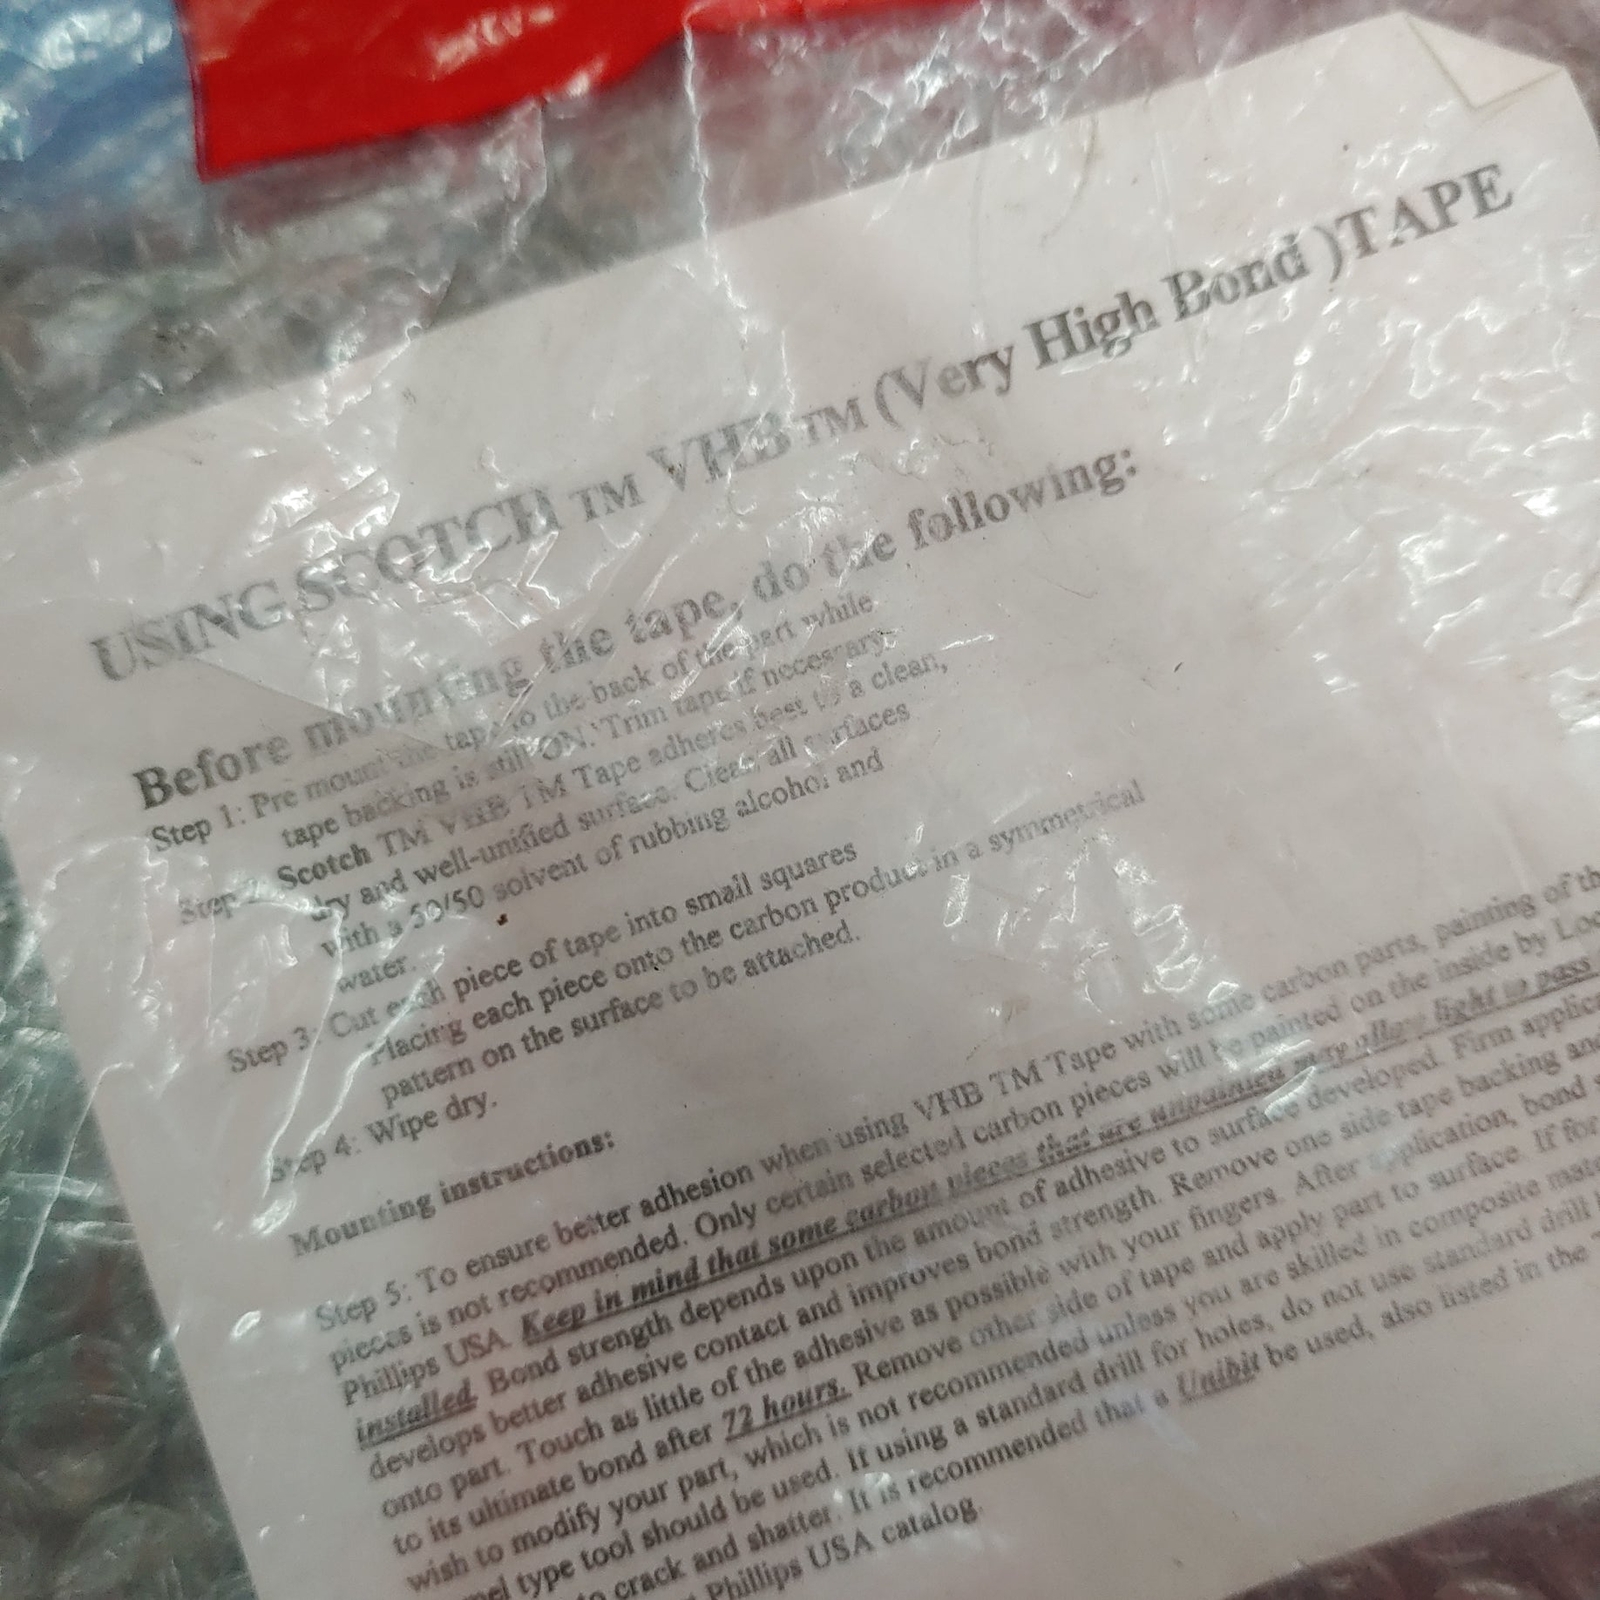 USING SCOTCH TM VHB TM (Very High Bond )TAPE
Before mounting the tape, do the following:
Step 1: Pre mount the tape to the back of the part while
tape backing is still ON. Trim tape if necessary.
Step 2: Scotch TM VHB TM Tape adheres best to a clean,
dry and well-unified surface. Clean all surfaces
with a 50/50 solvent of rubbing alcohol and
water.
Step 3: Cut each piece of tape into small squares
Placing each piece onto the carbon product in a symmetrical
pattern on the surface to be attached.
Step 4: Wipe dry.
Mounting instructions:
Step 5: To ensure better adhesion when using VHB TM Tape with some carbon parts, painting of
pieces is not recommended. Only certain selected carbon pieces will be painted on the inside by
Phillips USA. Keep in mind that some carbon pieces that are unpainted may allow light to pass
installed. Bond strength depends upon the amount of adhesive to surface developed. Firm
develops better adhesive contact and improves bond strength. Remove one side tape backing and
onto part. Touch as little of the adhesive as possible with your fingers. After application, bond
to its ultimate bond after 72 hours. Remove other side of tape and apply part to surface. If
wish to modify your part, which is not recommended unless you are skilled in composite
type tool should be used. If using a standard drill for holes, do not use standard drill
to crack and shatter. It is recommended that a Unibit be used, also listed in the
Phillips USA catalog.